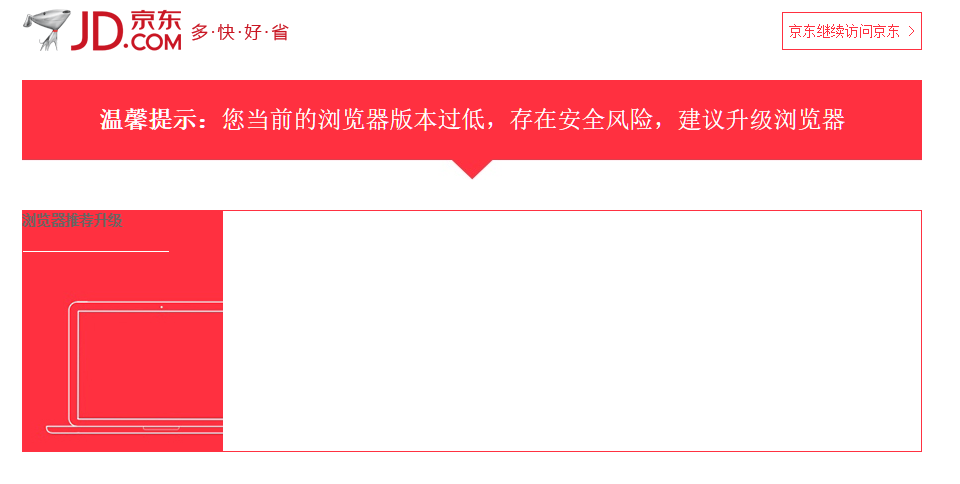 JD.COM 京东 多·快·好·省
京东继续访问京东 >
温馨提示：您当前的浏览器版本过低，存在安全风险，建议升级浏览器
浏览器推荐升级